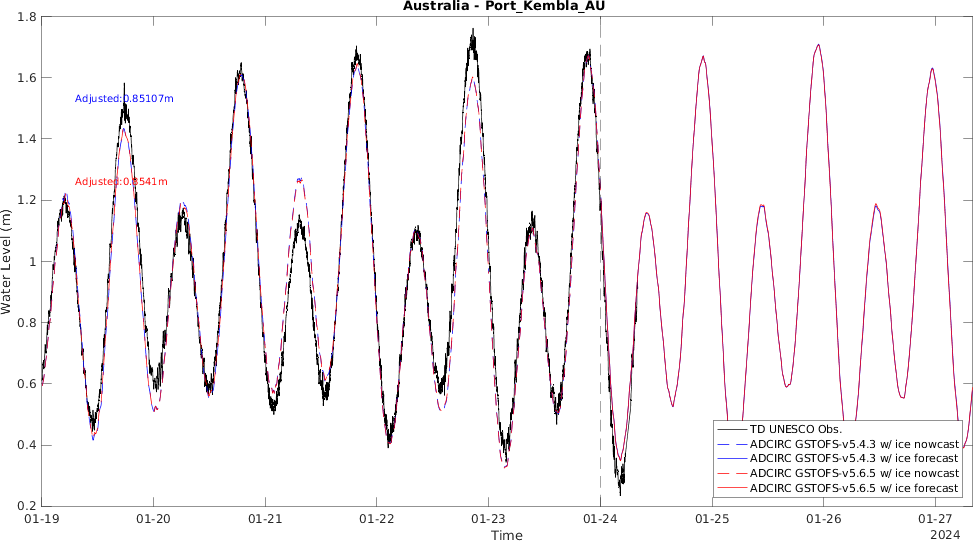 Australia - Port_Kembla_AU
Water Level (m)
1.8
1.6
1.4
1.2
1
0.8
0.6
0.4
0.2
Adjusted:0.85107m
Adjusted:0.8541m
TD UNESCO Obs.
ADCIRC GSTOFS-v5.4.3 w/ ice nowcast
ADCIRC GSTOFS-v5.4.3 w/ ice forecast
ADCIRC GSTOFS-v5.6.5 w/ ice nowcast
ADCIRC GSTOFS-v5.6.5 w/ ice forecast
01-19 01-20 01-21 01-22 01-23 01-24 01-25 01-26 01-27
Time
2024